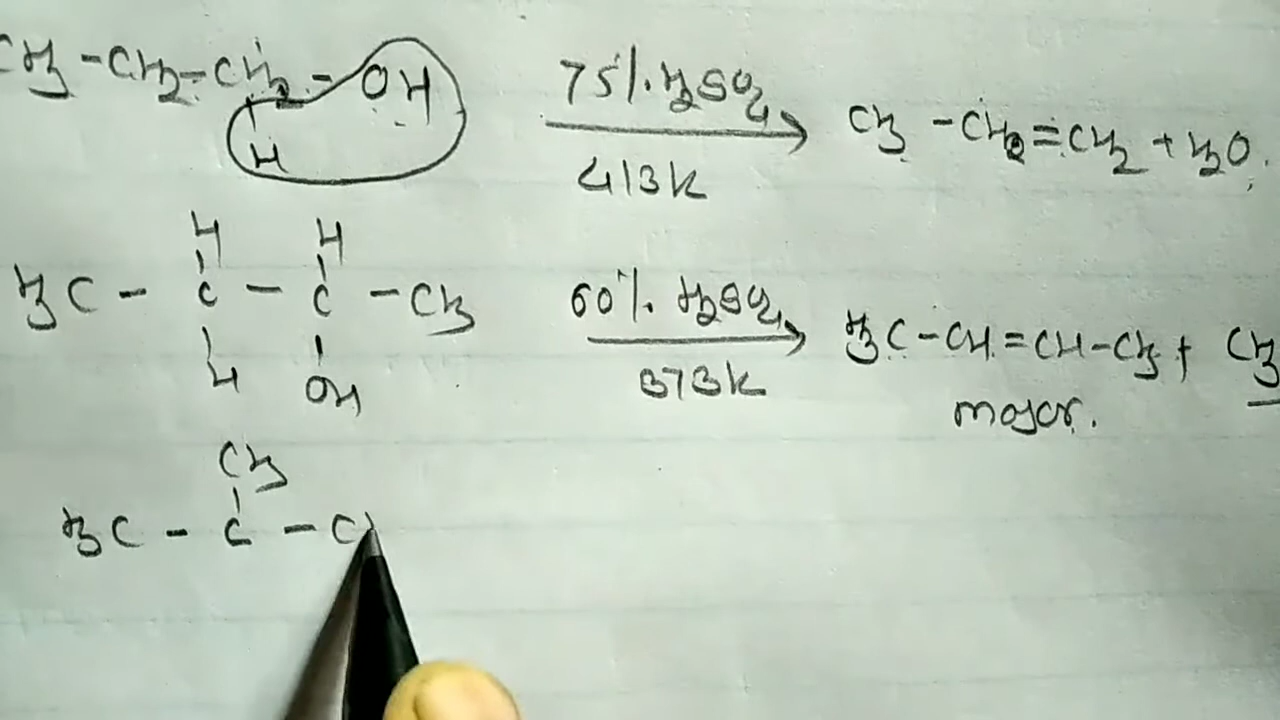 CH3 - CH2 - CH2 - OH 75% H2SO4 CH3 - CH2 = CH2 + H2O.
H 413K
H H
H3C - C - C - CH3 60% H2SO4 H3C - CH = CH - CH3 + CH3
H OH 373K major.
CH3
H3C - C - C